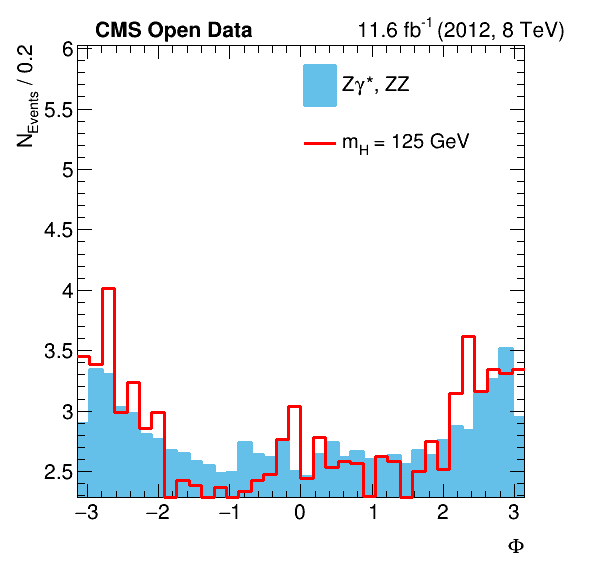 CMS Open Data 11.6 fb⁻¹ (2012, 8 TeV)
N_Events / 0.2
6
5.5
5
4.5
4
3.5
3
2.5
Zγ*, ZZ
m_H = 125 GeV
−3 −2 −1 0 1 2 3
Φ